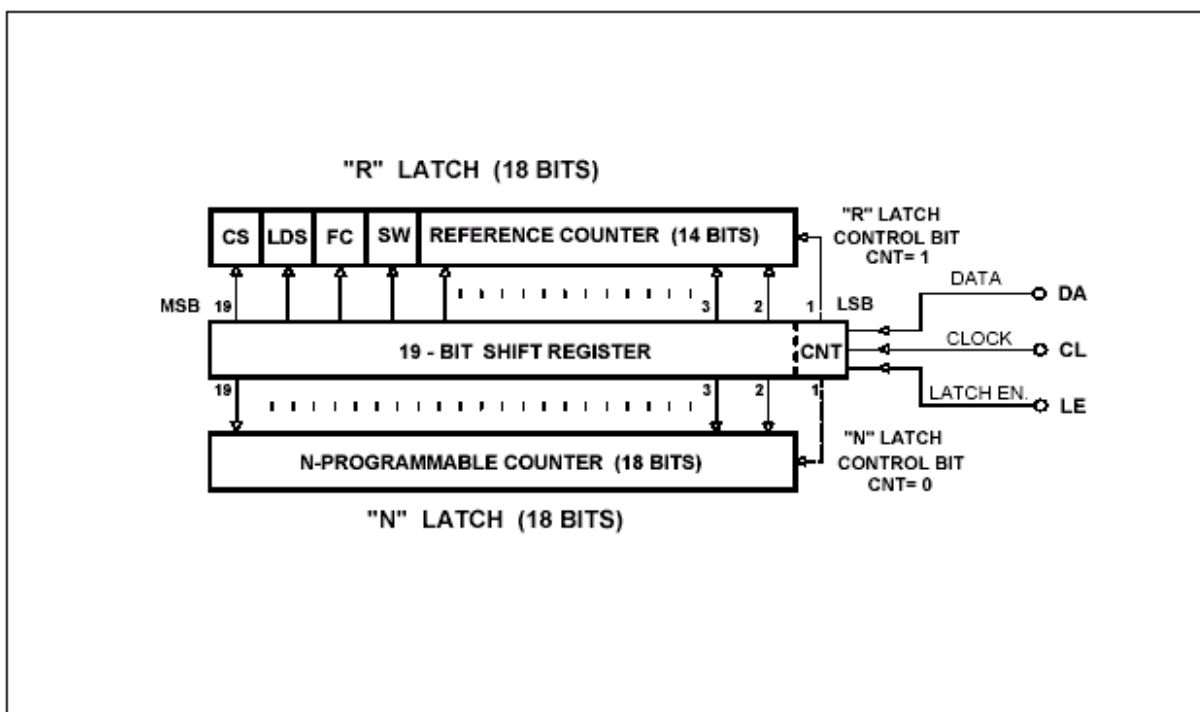 "R" LATCH (18 BITS)
CS LDS FC SW REFERENCE COUNTER (14 BITS)
"R" LATCH
CONTROL BIT
CNT= 1
MSB 19 3 2 1 LSB
DATA DA
19 - BIT SHIFT REGISTER CNT
CLOCK CL
19 3 2 1
LATCH EN. LE
N-PROGRAMMABLE COUNTER (18 BITS)
"N" LATCH
CONTROL BIT
CNT= 0
"N" LATCH (18 BITS)